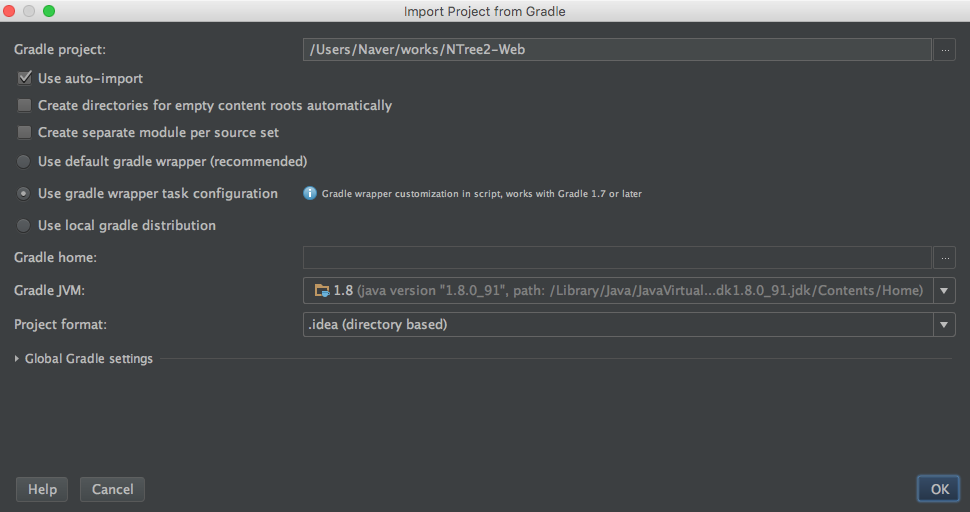 Import Project from Gradle
Gradle project: /Users/Naver/works/NTree2-Web ...
Use auto-import
Create directories for empty content roots automatically
Create separate module per source set
Use default gradle wrapper (recommended)
Use gradle wrapper task configuration Gradle wrapper customization in script, works with Gradle 1.7 or later
Use local gradle distribution
Gradle home: ...
Gradle JVM: 1.8 (java version "1.8.0_91", path: /Library/Java/JavaVirtual...dk1.8.0_91.jdk/Contents/Home)
Project format: .idea (directory based)
Global Gradle settings
Help Cancel OK